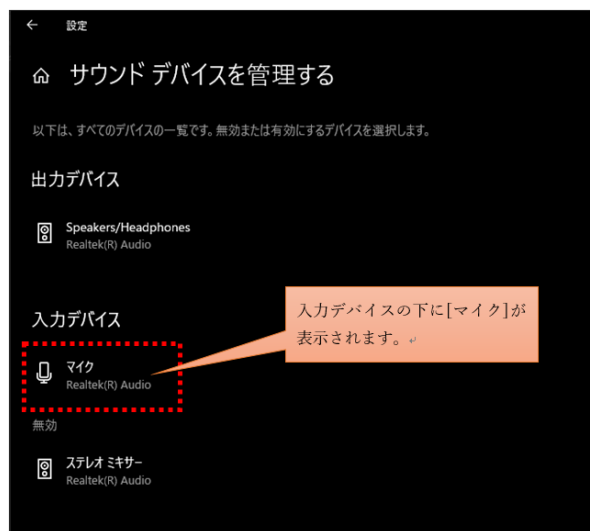 設定
サウンド デバイスを管理する
以下は、すべてのデバイスの一覧です。無効または有効にするデバイスを選択します。
出力デバイス
Speakers/Headphones
Realtek(R) Audio
入力デバイスの下に[マイク]が
表示されます。
入力デバイス
マイク
Realtek(R) Audio
無効
ステレオ ミキサー
Realtek(R) Audio